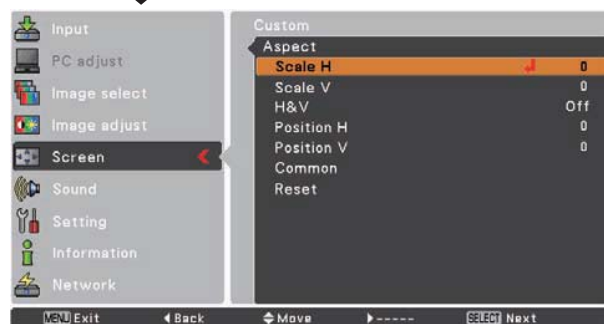 Input
PC adjust
Image select
Image adjust
Screen
Sound
Setting
Information
Network
Custom
Aspect
Scale H 0
Scale V 0
H&V Off
Position H 0
Position V 0
Common
Reset
MENU Exit Back Move ----- SELECT Next